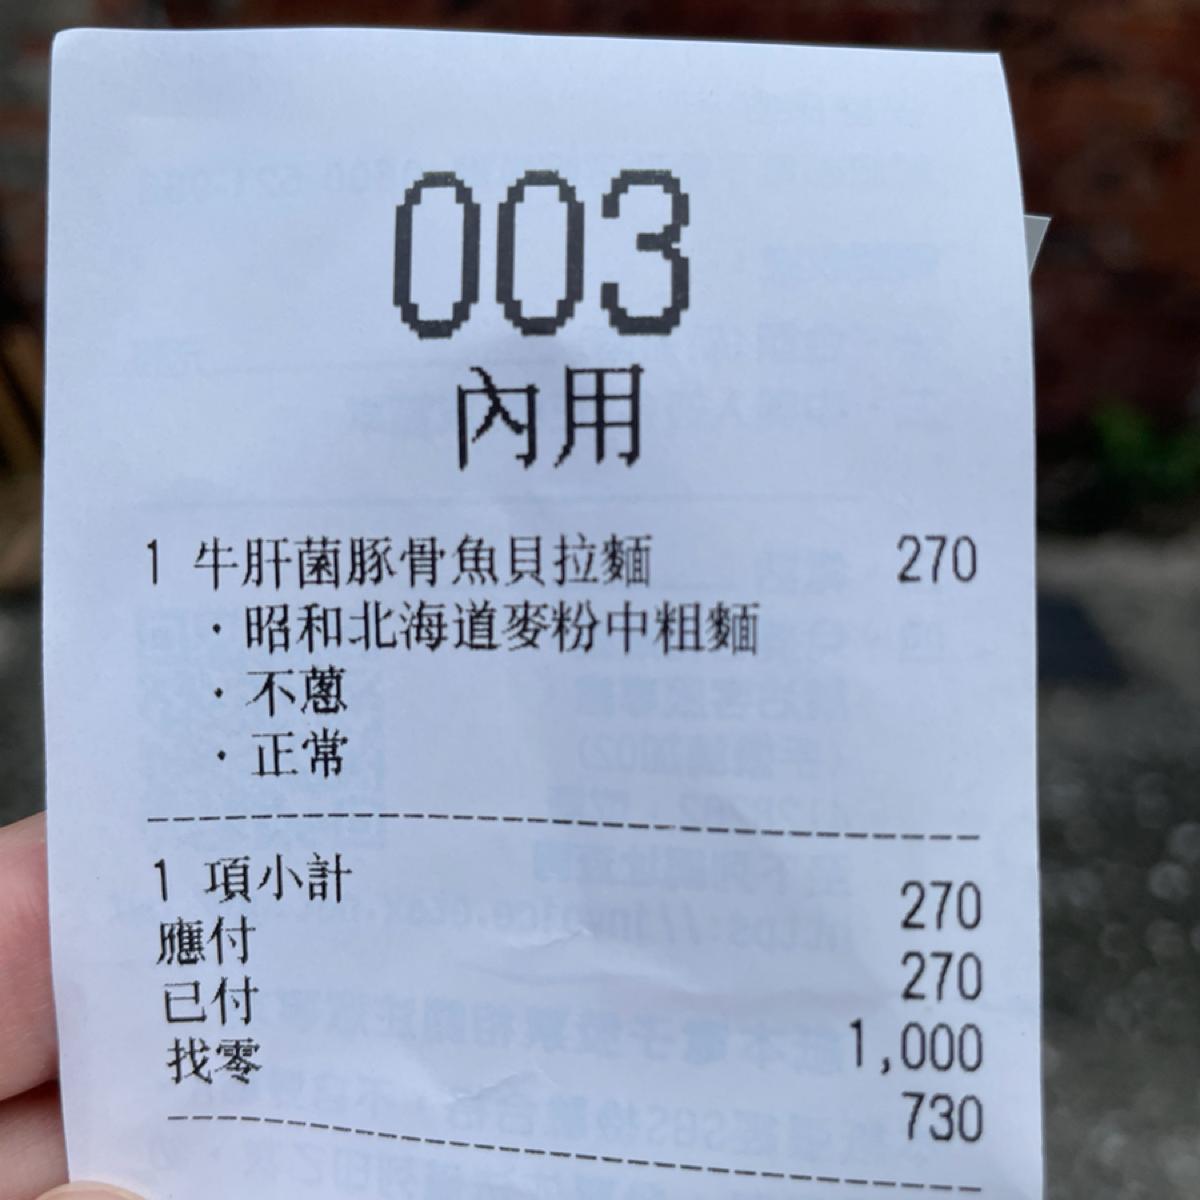 003
內用
1 牛肝菌豚骨魚貝拉麵 270
・昭和北海道麥粉中粗麵
・不蔥
・正常
1 項小計 270
應付 270
已付 1,000
找零 730